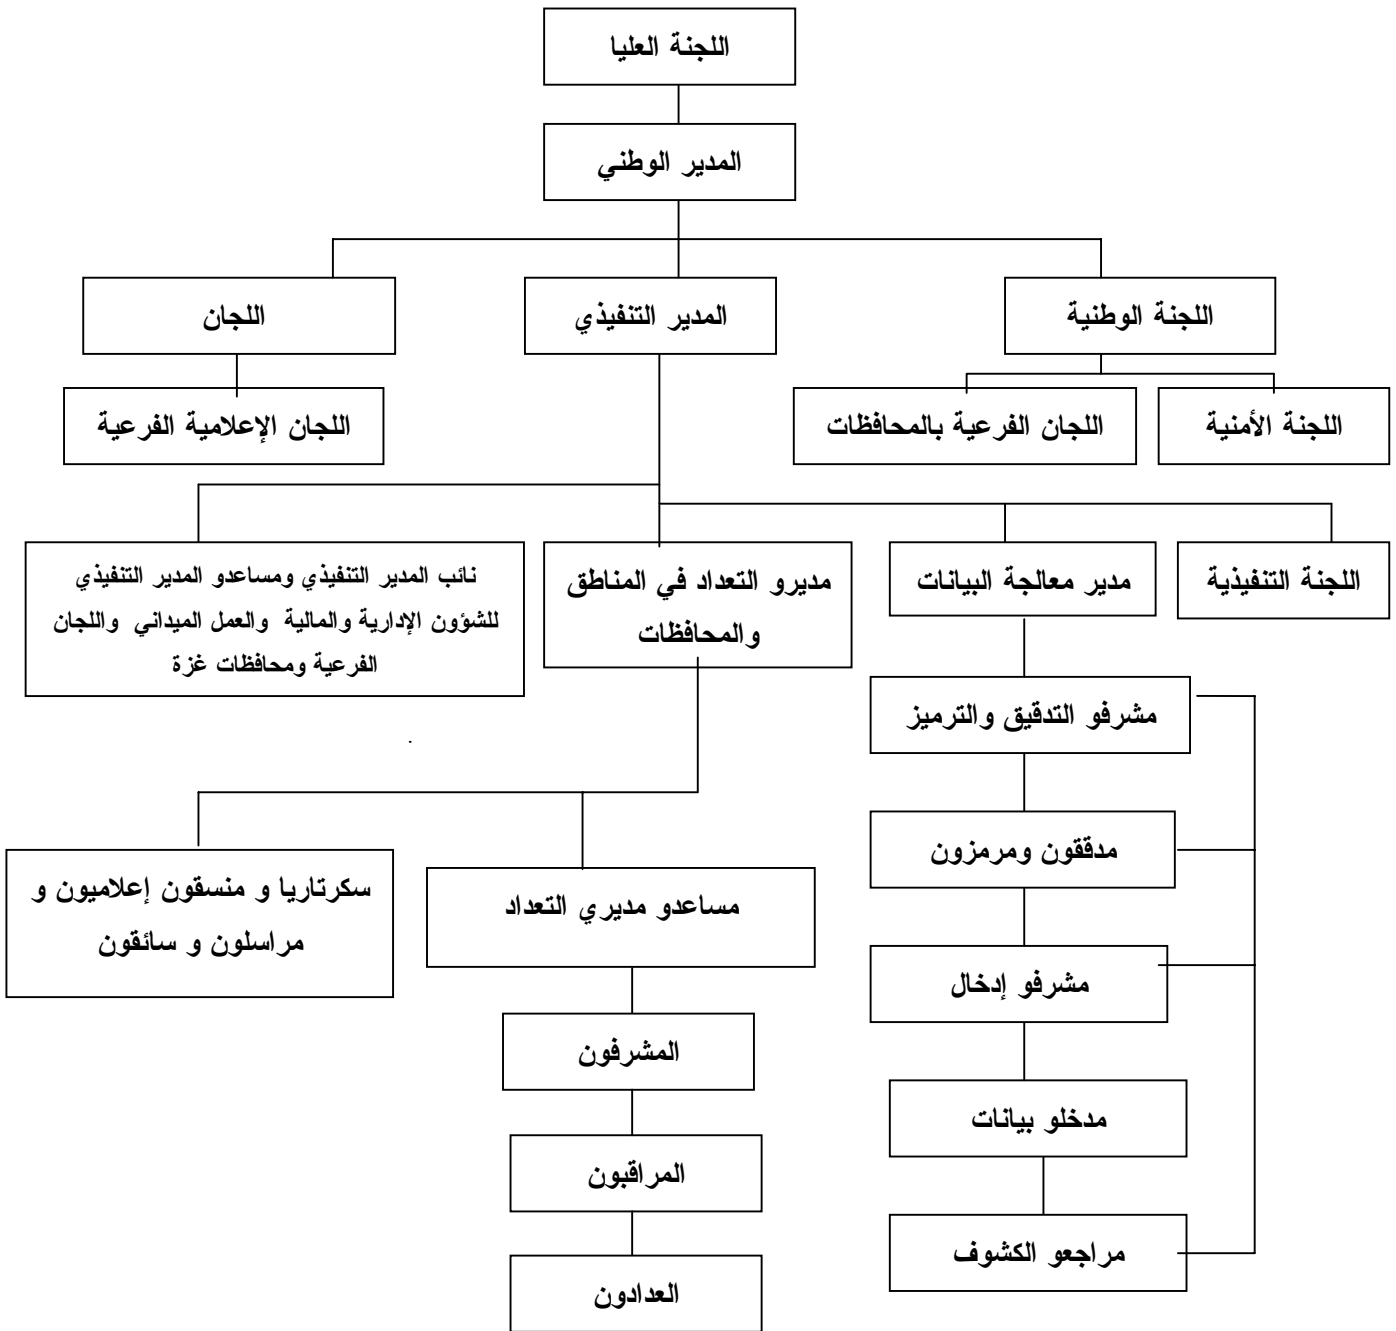 اللجنة العليا
المدير الوطني
اللجنة الوطنية
المدير التنفيذي
اللجان
اللجنة الأمنية
اللجان الفرعية بالمحافظات
اللجان الإعلامية الفرعية
اللجنة التنفيذية
مدير معالجة البيانات
مديرو التعداد في المناطق
والمحافظات
نائب المدير التنفيذي ومساعدو المدير التنفيذي
للشؤون الإدارية والمالية والعمل الميداني واللجان
الفرعية ومحافظات غزة
مشرفو التدقيق والترميز
مدققون ومرمزون
مشرفو إدخال
مدخلو بيانات
مراجعو الكشوف
مساعدو مديري التعداد
سكرتاريا و منسقون إعلاميون و
مراسلون و سائقون
المشرفون
المراقبون
العدادون